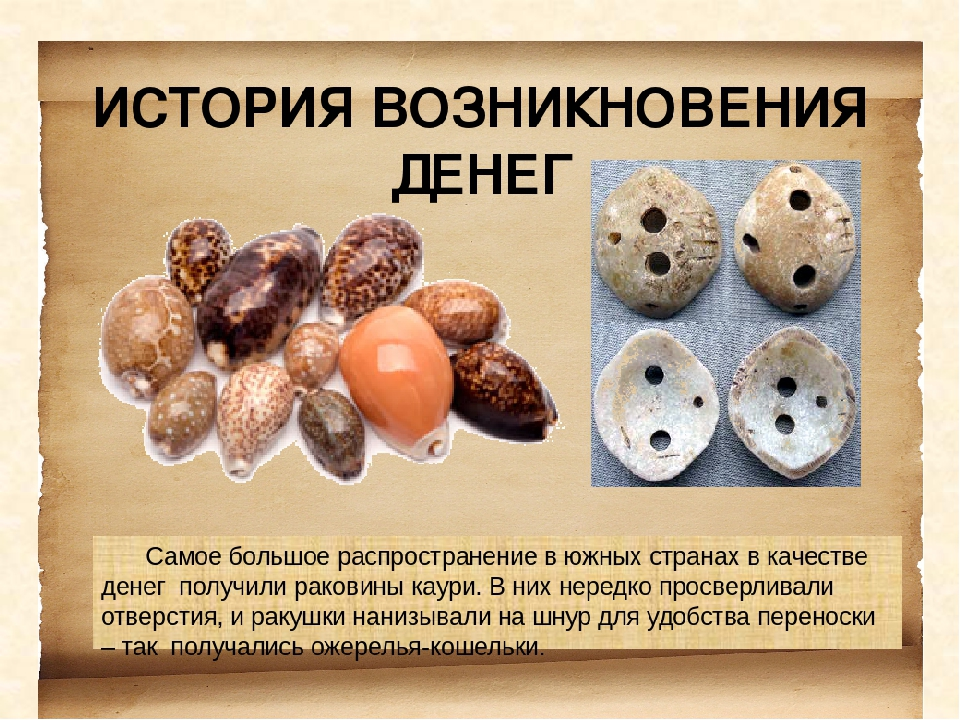 ИСТОРИЯ ВОЗНИКНОВЕНИЯ
ДЕНЕГ
Самое большое распространение в южных странах в качестве
денег получили раковины каури. В них нередко просверливали
отверстия, и ракушки нанизывали на шнур для удобства переноски
– так получались ожерелья-кошельки.